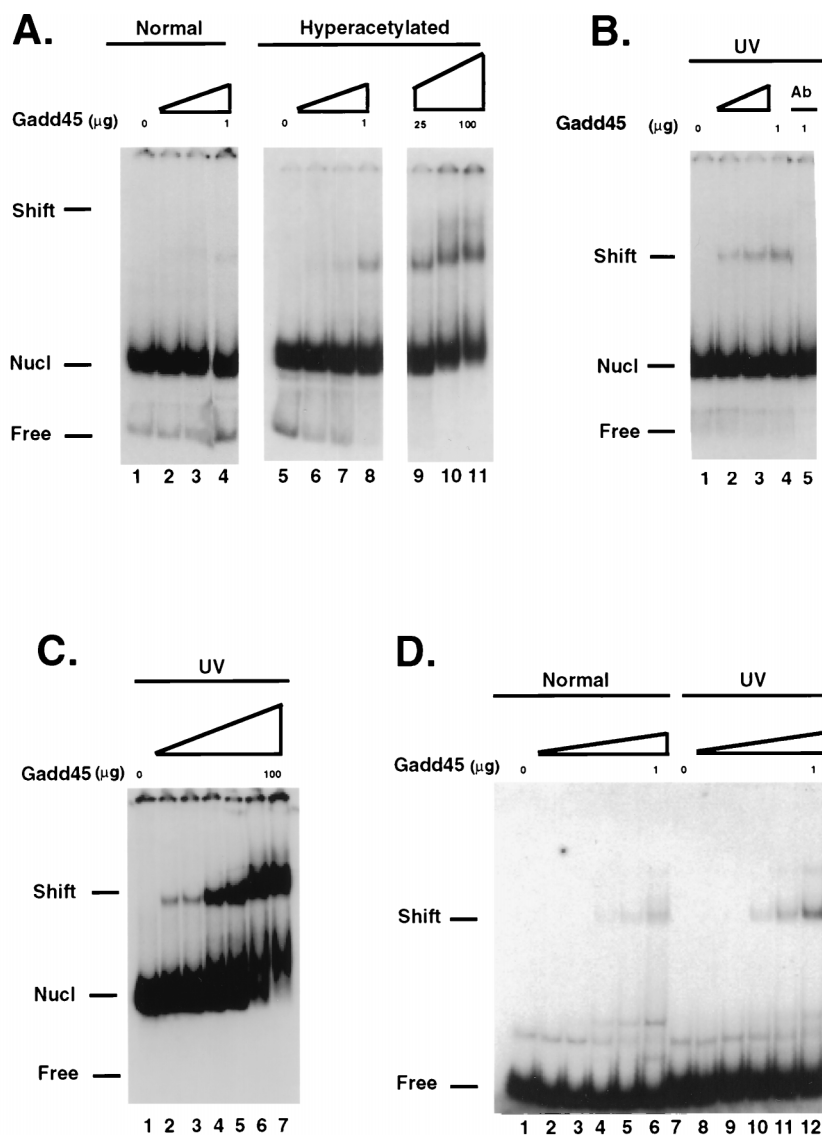 A.
Normal Hyperacetylated
Gadd45 (µg) 0 1 0 1 25 100
Shift
Nucl
Free
1 2 3 4 5 6 7 8 9 10 11
B.
UV
Ab
Gadd45 (µg) 0 1 1
Shift
Nucl
Free
1 2 3 4 5
C.
UV
Gadd45 (µg) 0 100
Shift
Nucl
Free
1 2 3 4 5 6 7
D.
Normal UV
Gadd45 (µg) 0 1 0 1
Shift
Free
1 2 3 4 5 6 7 8 9 10 11 12